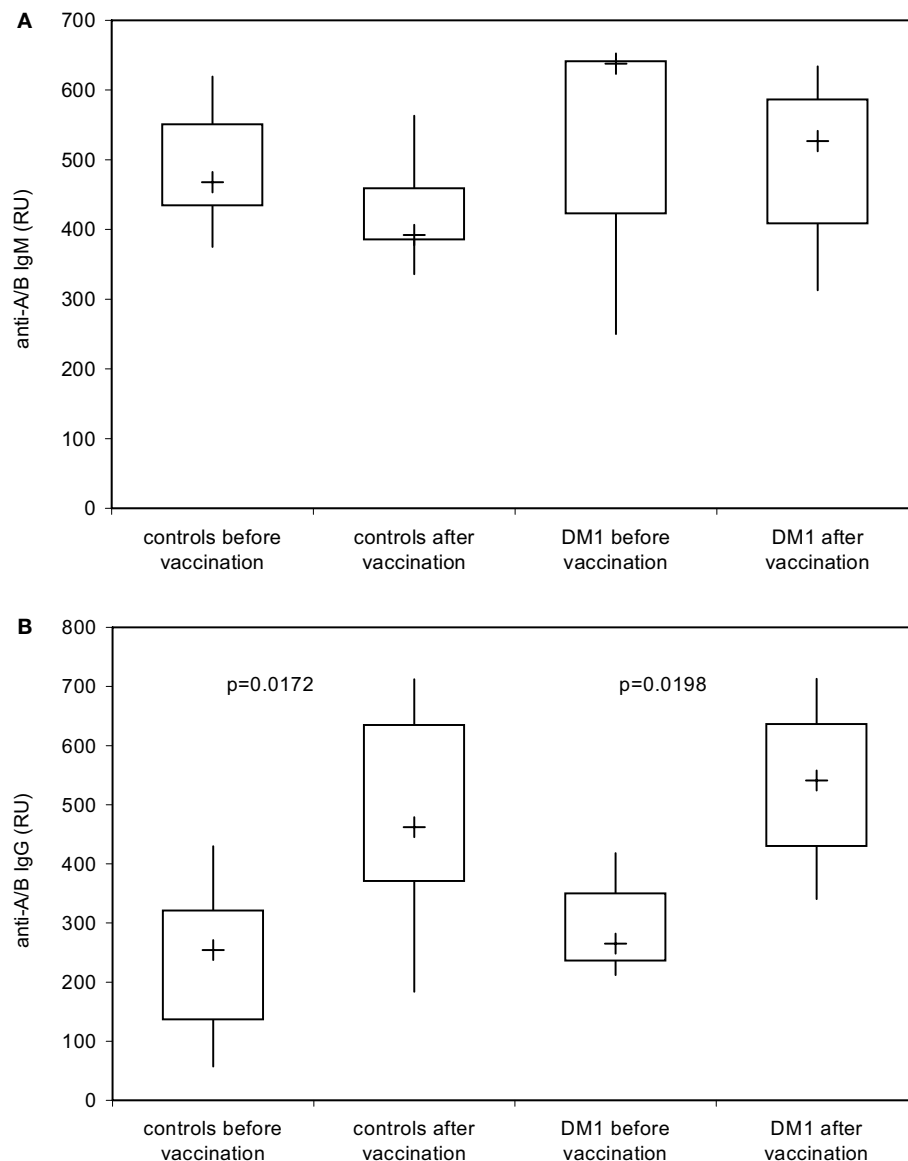 A
700
600
500
400
300
200
100
0
anti-A/B IgM (RU)
controls before
vaccination
controls after
vaccination
DM1 before
vaccination
DM1 after
vaccination
B
800
700
600
500
400
300
200
100
0
anti-A/B IgG (RU)
p=0.0172
p=0.0198
controls before
vaccination
controls after
vaccination
DM1 before
vaccination
DM1 after
vaccination